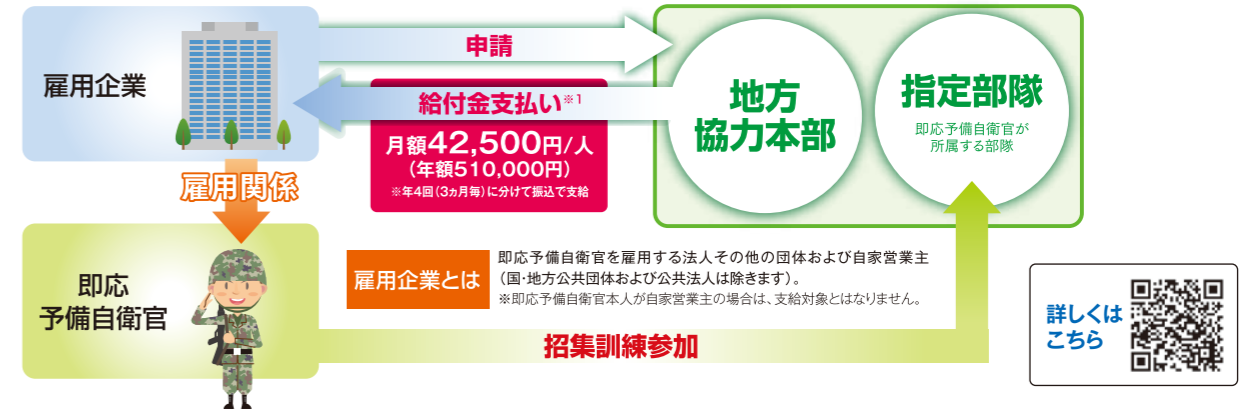 雇用企業
申請
給付金支払い※1
月額42,500円/人
(年額510,000円)
※年4回(3ヵ月毎)に分けて振込で支給
地方
協力本部
指定部隊
即応予備自衛官が
所属する部隊
雇用関係
即応
予備自衛官
雇用企業とは
即応予備自衛官を雇用する法人その他の団体および自家営業主
(国・地方公共団体および公共法人は除きます)。
※即応予備自衛官本人が自家営業主の場合は、支給対象とはなりません。
招集訓練参加
詳しくは
こちら